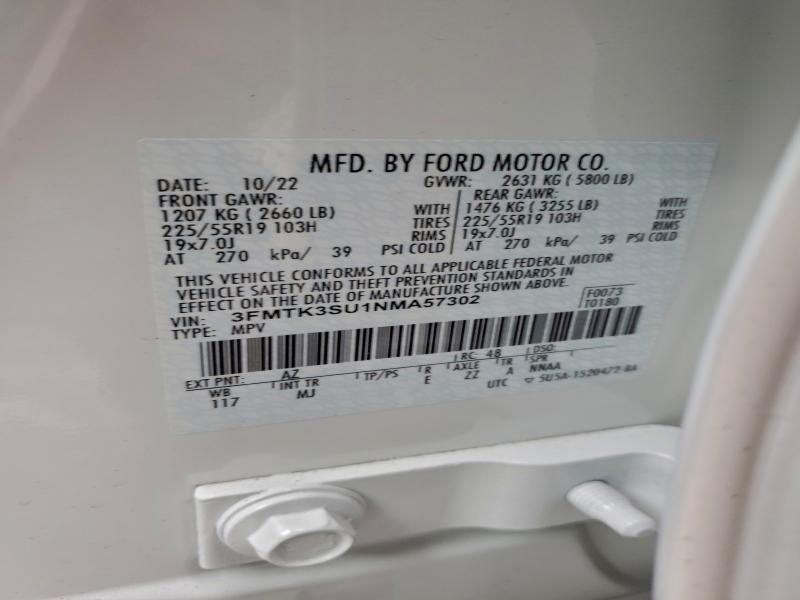 MFD. BY FORD MOTOR CO.
DATE: 10/22 GVWR: 2631 KG ( 5800 LB)
FRONT GAWR: REAR GAWR:
1207 KG ( 2660 LB) WITH 1476 KG ( 3255 LB) WITH
225/55R19 103H TIRES 225/55R19 103H TIRES
19x7.0J RIMS 19x7.0J RIMS
AT 270 kPa/ 39 PSI COLD AT 270 kPa/ 39 PSI COLD
THIS VEHICLE CONFORMS TO ALL APPLICABLE FEDERAL MOTOR
VEHICLE SAFETY AND THEFT PREVENTION STANDARDS IN
EFFECT ON THE DATE OF MANUFACTURE SHOWN ABOVE.
VIN: 3FMTK3SU1NMA57302 F0073
TYPE: MPV T0180
EXT PNT: AZ RC: 48 DSO:
WB INT TR TP/PS R AXLE TR SPR
117 MJ E ZZ A NNAA
UTC ▽ 5U5A-1520472-BA